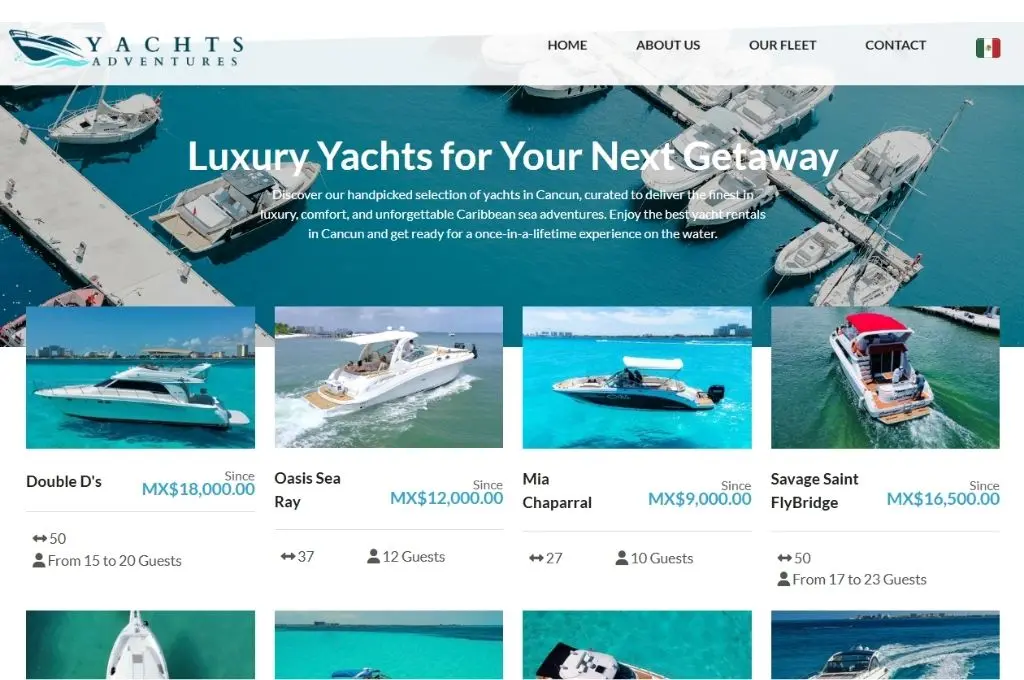 YACHTS
ADVENTURES
HOME
ABOUT US
OUR FLEET
CONTACT
Luxury Yachts for Your Next Getaway
Discover our handpicked selection of yachts in Cancun, curated to deliver the finest in
luxury, comfort, and unforgettable Caribbean sea adventures. Enjoy the best yacht rentals
in Cancun and get ready for a once-in-a-lifetime experience on the water.
Double D's
Since
MX$18,000.00
50
From 15 to 20 Guests
Oasis Sea
Ray
Since
MX$12,000.00
37
12 Guests
Mia
Chaparral
Since
MX$9,000.00
27
10 Guests
Savage Saint
FlyBridge
Since
MX$16,500.00
50
From 17 to 23 Guests